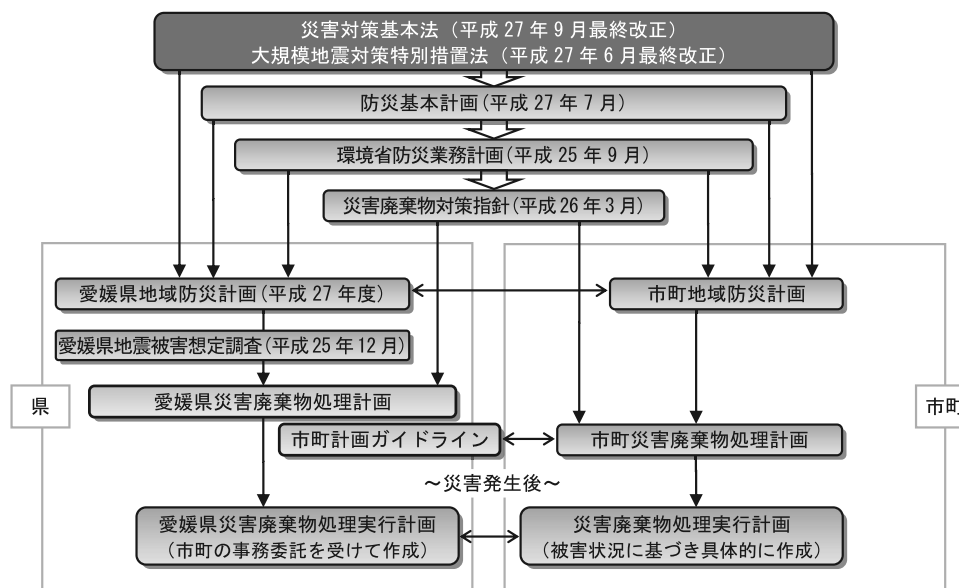 災害対策基本法（平成27年9月最終改正）
大規模地震対策特別措置法（平成27年6月最終改正）
防災基本計画(平成27年7月)
環境省防災業務計画(平成25年9月)
災害廃棄物対策指針(平成26年3月)
愛媛県地域防災計画(平成27年度)
市町地域防災計画
愛媛県地震被害想定調査(平成25年12月)
県
愛媛県災害廃棄物処理計画
市町
市町計画ガイドライン
市町災害廃棄物処理計画
～災害発生後～
愛媛県災害廃棄物処理実行計画
(市町の事務委託を受けて作成)
災害廃棄物処理実行計画
(被害状況に基づき具体的に作成)